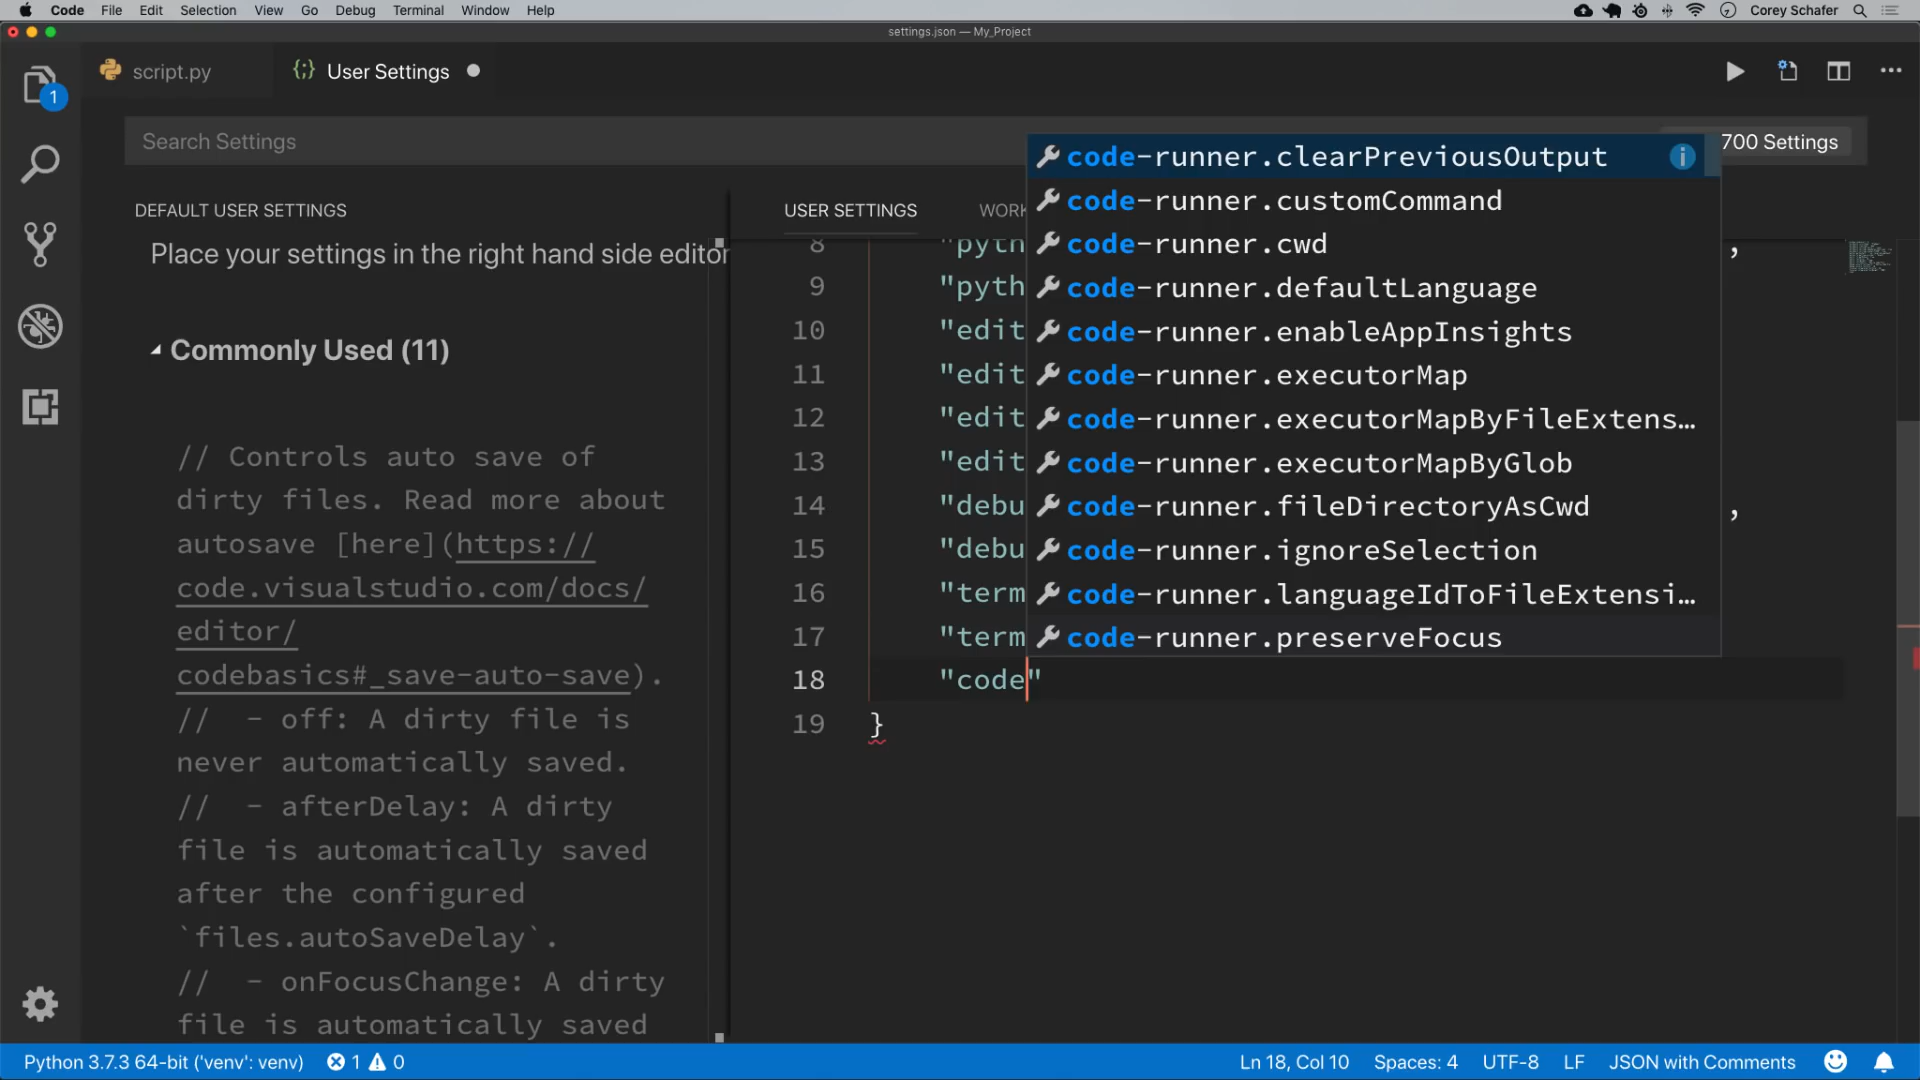 Code File Edit Selection View Go Debug Terminal Window Help Corey Schafer
settings.json — My_Project
script.py User Settings
1
Search Settings 700 Settings
DEFAULT USER SETTINGS
Place your settings in the right hand side editor
Commonly Used (11)
// Controls auto save of
dirty files. Read more about
autosave [here](https://
code.visualstudio.com/docs/
editor/
codebasics#_save-auto-save).
//  - off: A dirty file is
never automatically saved.
//  - afterDelay: A dirty
file is automatically saved
after the configured
`files.autoSaveDelay`.
//  - onFocusChange: A dirty
file is automatically saved
USER SETTINGS WORK
8 "pyth ,
9 "pyth
10 "edit
11 "edit
12 "edit
13 "edit
14 "debu ,
15 "debu
16 "term
17 "term
18 "code"
19 }
code-runner.clearPreviousOutput
code-runner.customCommand
code-runner.cwd
code-runner.defaultLanguage
code-runner.enableAppInsights
code-runner.executorMap
code-runner.executorMapByFileExtens…
code-runner.executorMapByGlob
code-runner.fileDirectoryAsCwd
code-runner.ignoreSelection
code-runner.languageIdToFileExtensi…
code-runner.preserveFocus
Python 3.7.3 64-bit ('venv': venv) 1 0 Ln 18, Col 10 Spaces: 4 UTF-8 LF JSON with Comments